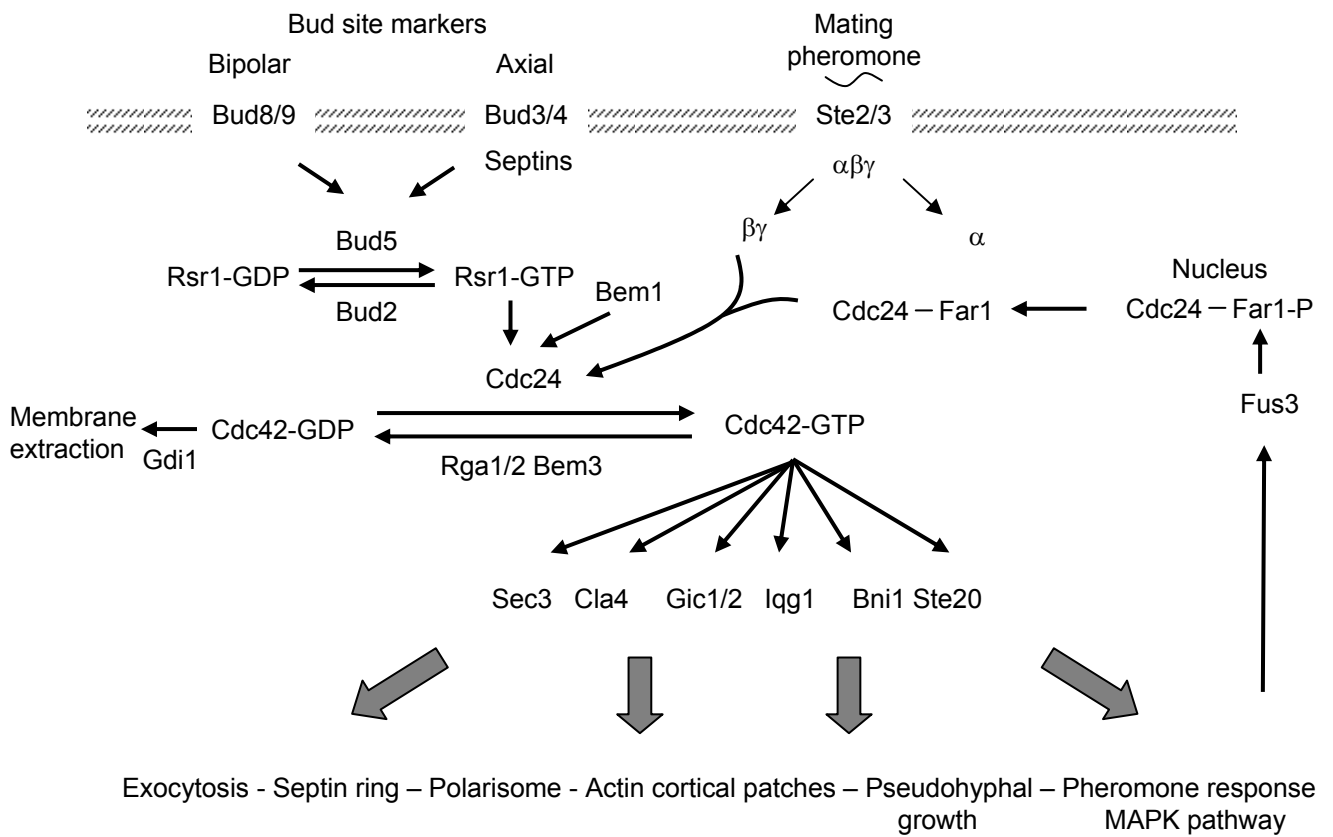 Bud site markers
Mating
pheromone
Bipolar
Axial
Bud8/9
Bud3/4
Ste2/3
Septins
αβγ
βγ
α
Bud5
Rsr1-GDP
Rsr1-GTP
Bud2
Bem1
Nucleus
Cdc24 – Far1
Cdc24 – Far1-P
Cdc24
Fus3
Membrane
extraction
Gdi1
Cdc42-GDP
Cdc42-GTP
Rga1/2 Bem3
Sec3 Cla4 Gic1/2 Iqg1 Bni1 Ste20
Exocytosis - Septin ring – Polarisome - Actin cortical patches – Pseudohyphal – Pheromone response
growth MAPK pathway